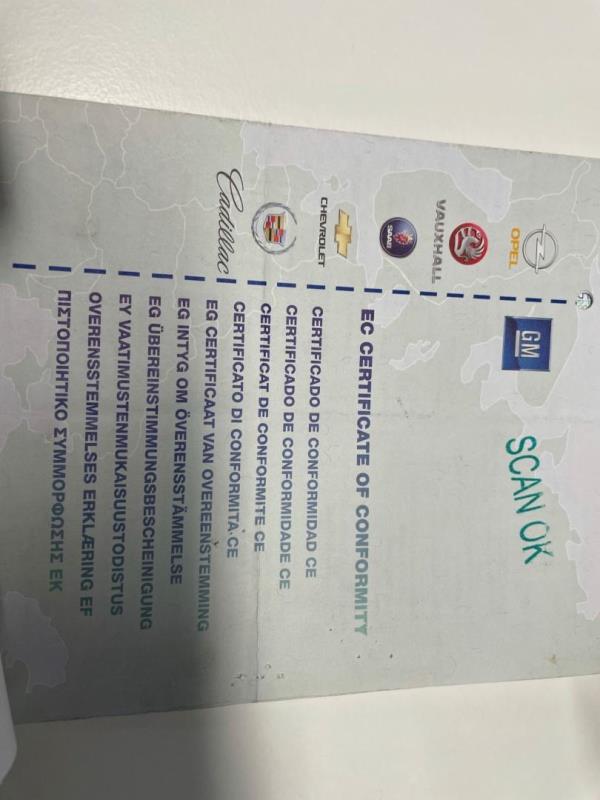 GM
SCAN OK
OPEL
VAUXHALL
SAAB
CHEVROLET
Cadillac
EC CERTIFICATE OF CONFORMITY
CERTIFICADO DE CONFORMIDAD CE
CERTIFICADO DE CONFORMIDADE CE
CERTIFICAT DE CONFORMITE CE
CERTIFICATO DI CONFORMITA·CE
EG CERTIFICAAT VAN OVEREENSTEMMING
EG INTYG OM ÖVERENSSTÄMMELSE
EG ÜBEREINSTIMMUNGSBESCHEINIGUNG
EY VAATIMUSTENMUKAISUUSTODISTUS
OVERENSSTEMMELSES ERKLÆRING EF
ΠΙΣΤΟΠΟΙΗΤΙΚΟ ΣΥΜΜΟΡΦΩΣΗΣ ΕΚ